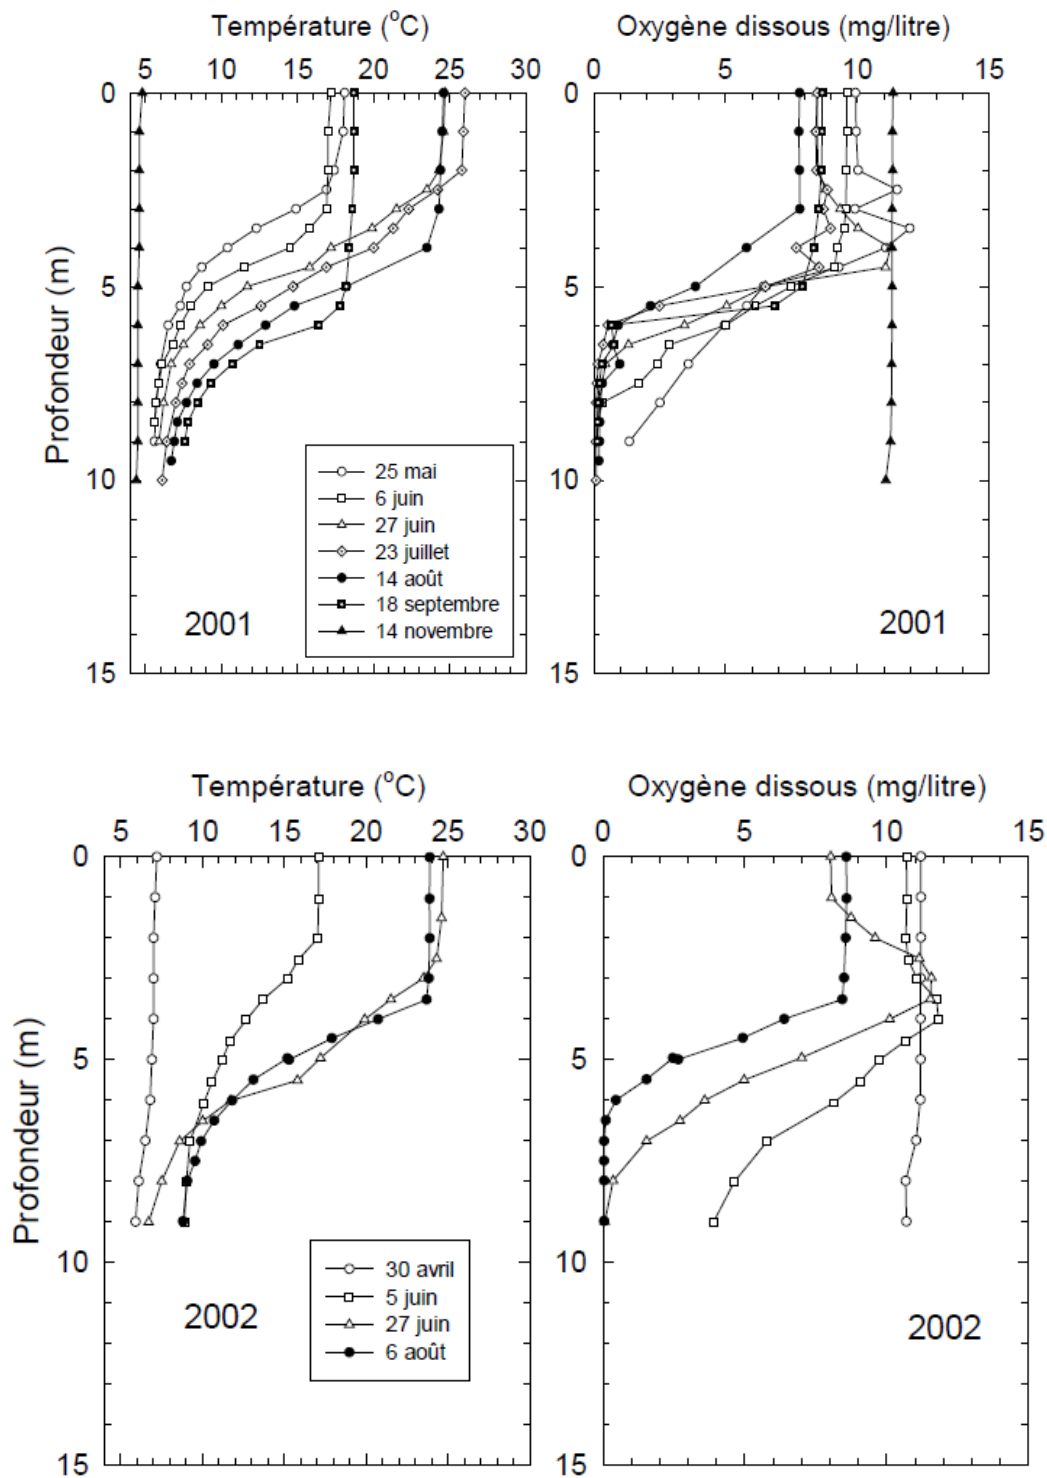 Température (°C)
Oxygène dissous (mg/litre)
5 10 15 20 25 30
0 5 10 15
0
5
10
15
Profondeur (m)
25 mai
6 juin
27 juin
23 juillet
14 août
18 septembre
14 novembre
2001
0
5
10
15
2001
Température (°C)
Oxygène dissous (mg/litre)
5 10 15 20 25 30
0 5 10 15
0
5
10
15
Profondeur (m)
30 avril
5 juin
27 juin
6 août
2002
0
5
10
15
2002